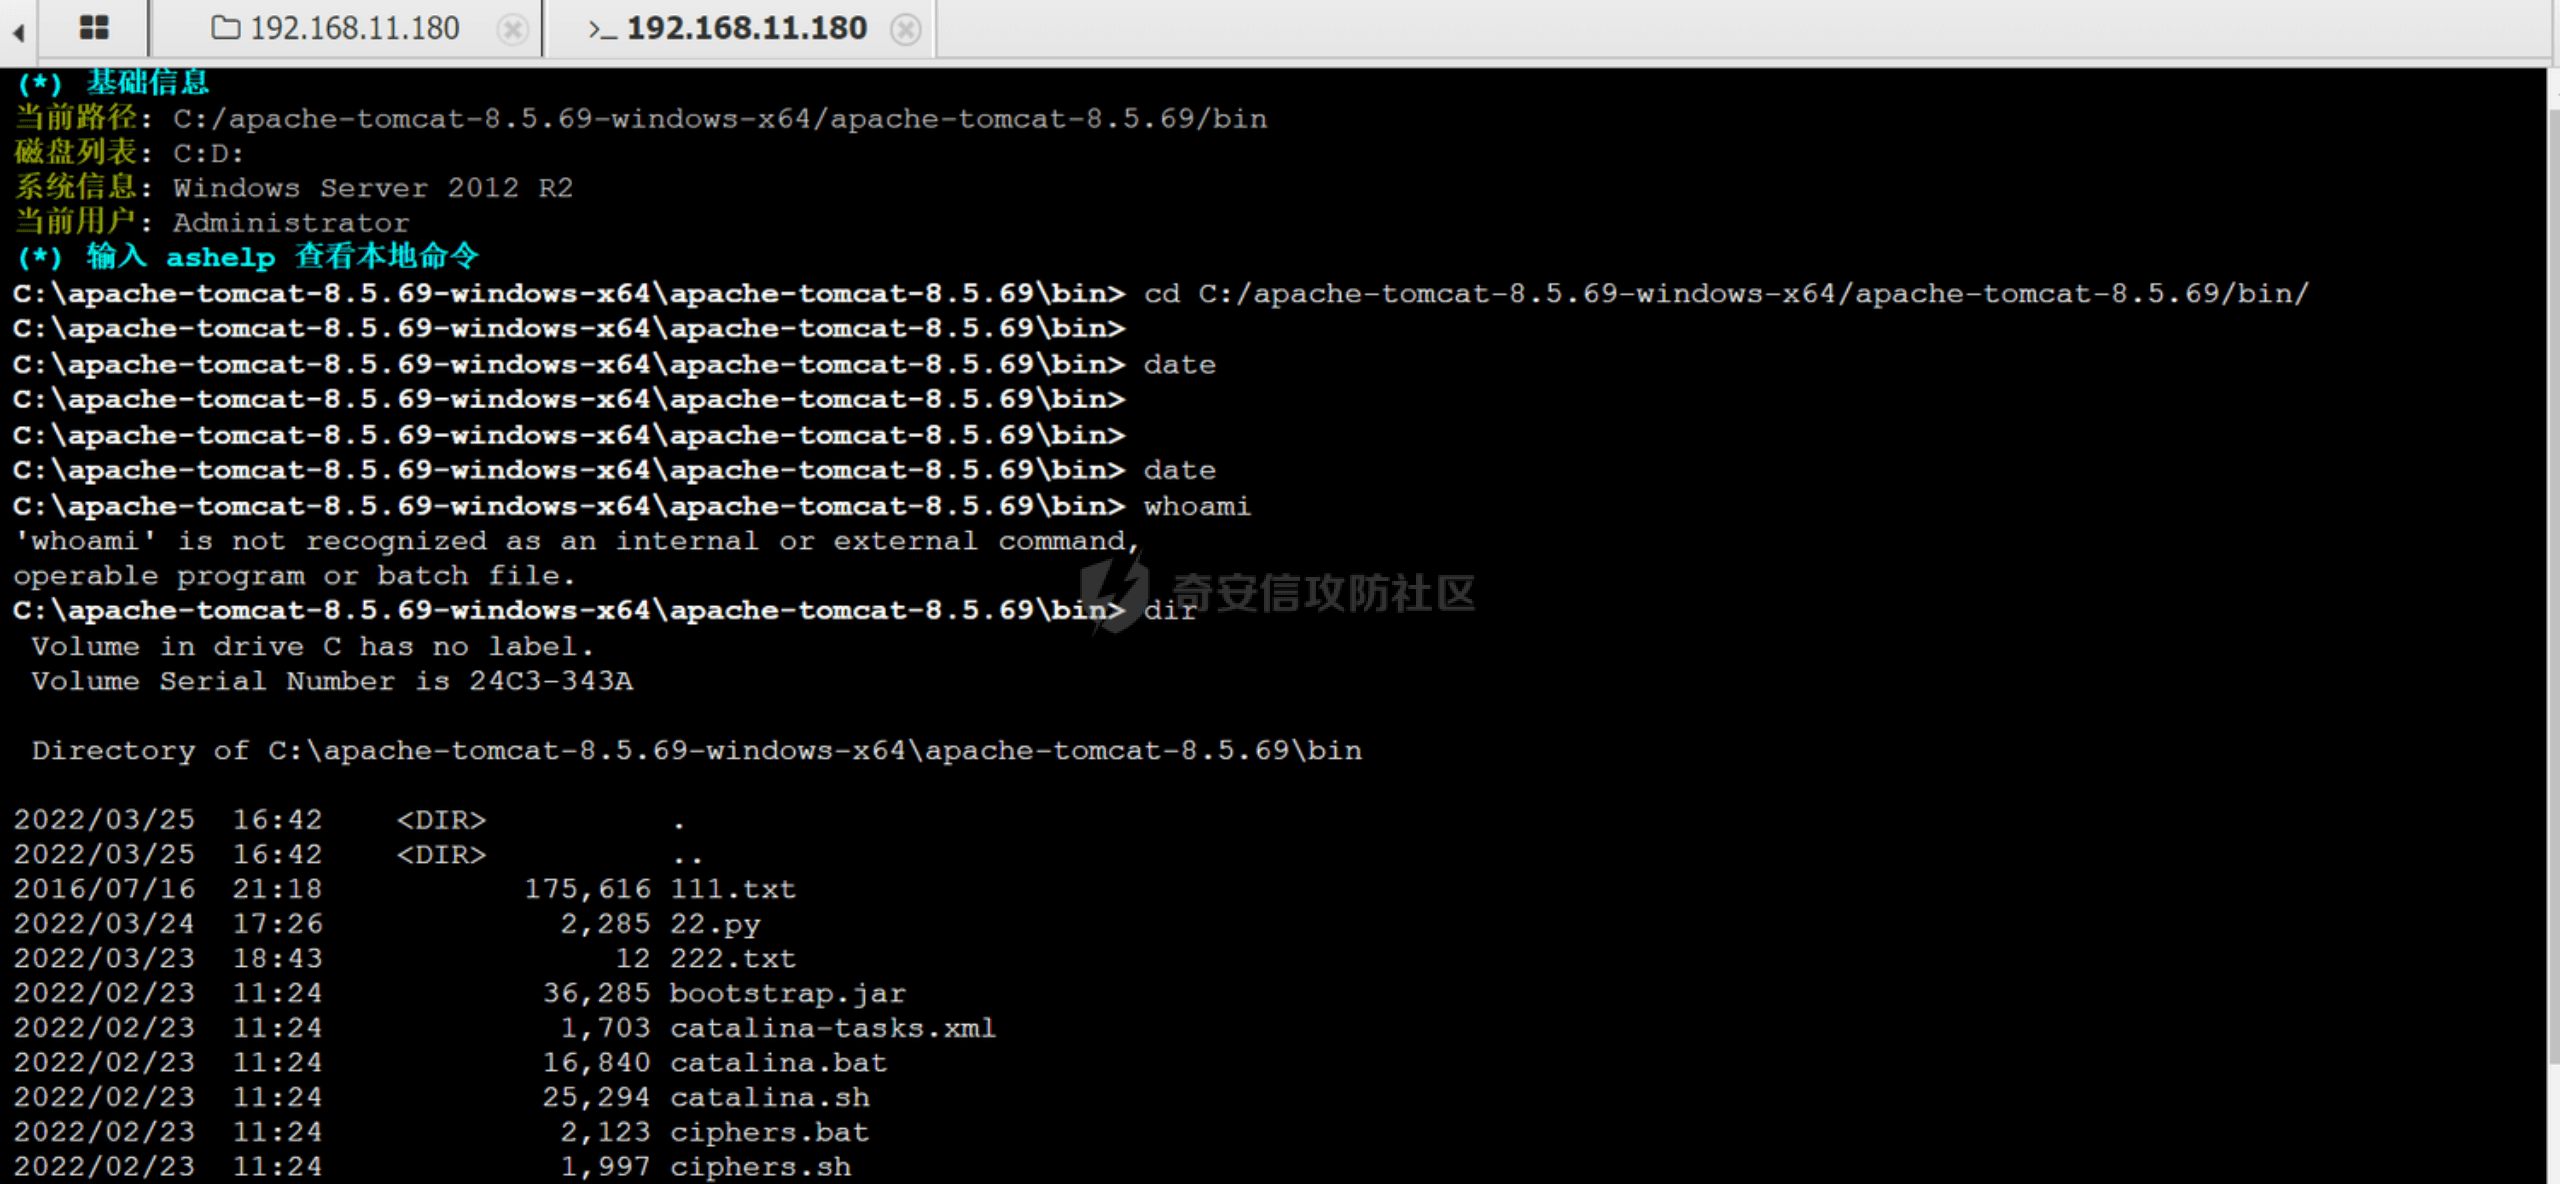 192.168.11.180
>_ 192.168.11.180
(*) 基础信息
当前路径: C:/apache-tomcat-8.5.69-windows-x64/apache-tomcat-8.5.69/bin
磁盘列表: C:D:
系统信息: Windows Server 2012 R2
当前用户: Administrator
(*) 输入 ashelp 查看本地命令
C:\apache-tomcat-8.5.69-windows-x64\apache-tomcat-8.5.69\bin> cd C:/apache-tomcat-8.5.69-windows-x64/apache-tomcat-8.5.69/bin/
C:\apache-tomcat-8.5.69-windows-x64\apache-tomcat-8.5.69\bin>
C:\apache-tomcat-8.5.69-windows-x64\apache-tomcat-8.5.69\bin> date
C:\apache-tomcat-8.5.69-windows-x64\apache-tomcat-8.5.69\bin>
C:\apache-tomcat-8.5.69-windows-x64\apache-tomcat-8.5.69\bin>
C:\apache-tomcat-8.5.69-windows-x64\apache-tomcat-8.5.69\bin> date
C:\apache-tomcat-8.5.69-windows-x64\apache-tomcat-8.5.69\bin> whoami
'whoami' is not recognized as an internal or external command,
operable program or batch file.
奇安信攻防社区
C:\apache-tomcat-8.5.69-windows-x64\apache-tomcat-8.5.69\bin> dir
Volume in drive C has no label.
Volume Serial Number is 24C3-343A
Directory of C:\apache-tomcat-8.5.69-windows-x64\apache-tomcat-8.5.69\bin
2022/03/25 16:42 <DIR> .
2022/03/25 16:42 <DIR> ..
2016/07/16 21:18 175,616 111.txt
2022/03/24 17:26 2,285 22.py
2022/03/23 18:43 12 222.txt
2022/02/23 11:24 36,285 bootstrap.jar
2022/02/23 11:24 1,703 catalina-tasks.xml
2022/02/23 11:24 16,840 catalina.bat
2022/02/23 11:24 25,294 catalina.sh
2022/02/23 11:24 2,123 ciphers.bat
2022/02/23 11:24 1,997 ciphers.sh